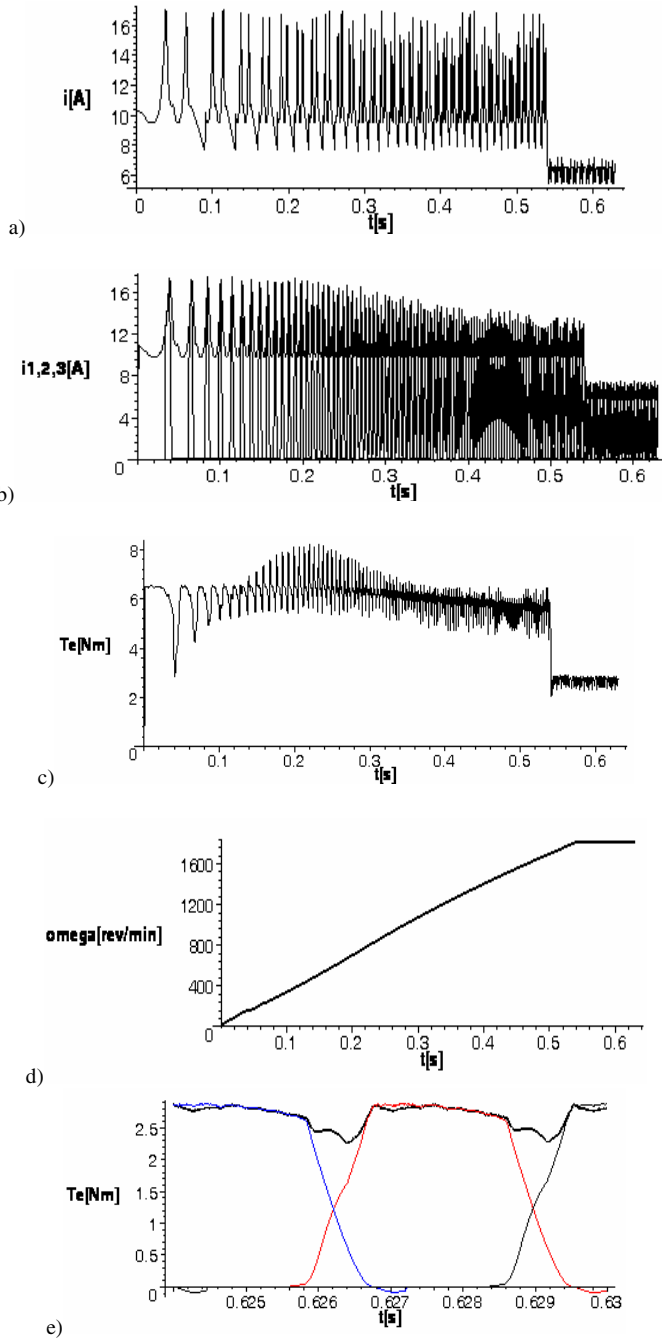 16
14
12
i[A]
10
8
6
0 0.1 0.2 0.3 0.4 0.5 0.6
t[s]
a)
16
12
i1,2,3[A]
8
4
0 0.1 0.2 0.3 0.4 0.5 0.6
t[s]
b)
8
6
Te[Nm]
4
2
0 0.1 0.2 0.3 0.4 0.5 0.6
t[s]
c)
1600
1200
omega[rev/min]
800
400
0 0.1 0.2 0.3 0.4 0.5 0.6
t[s]
d)
2.5
2
Te[Nm]
1.5
1
0.5
0 0.625 0.626 0.627 0.628 0.629 0.63
t[s]
e)